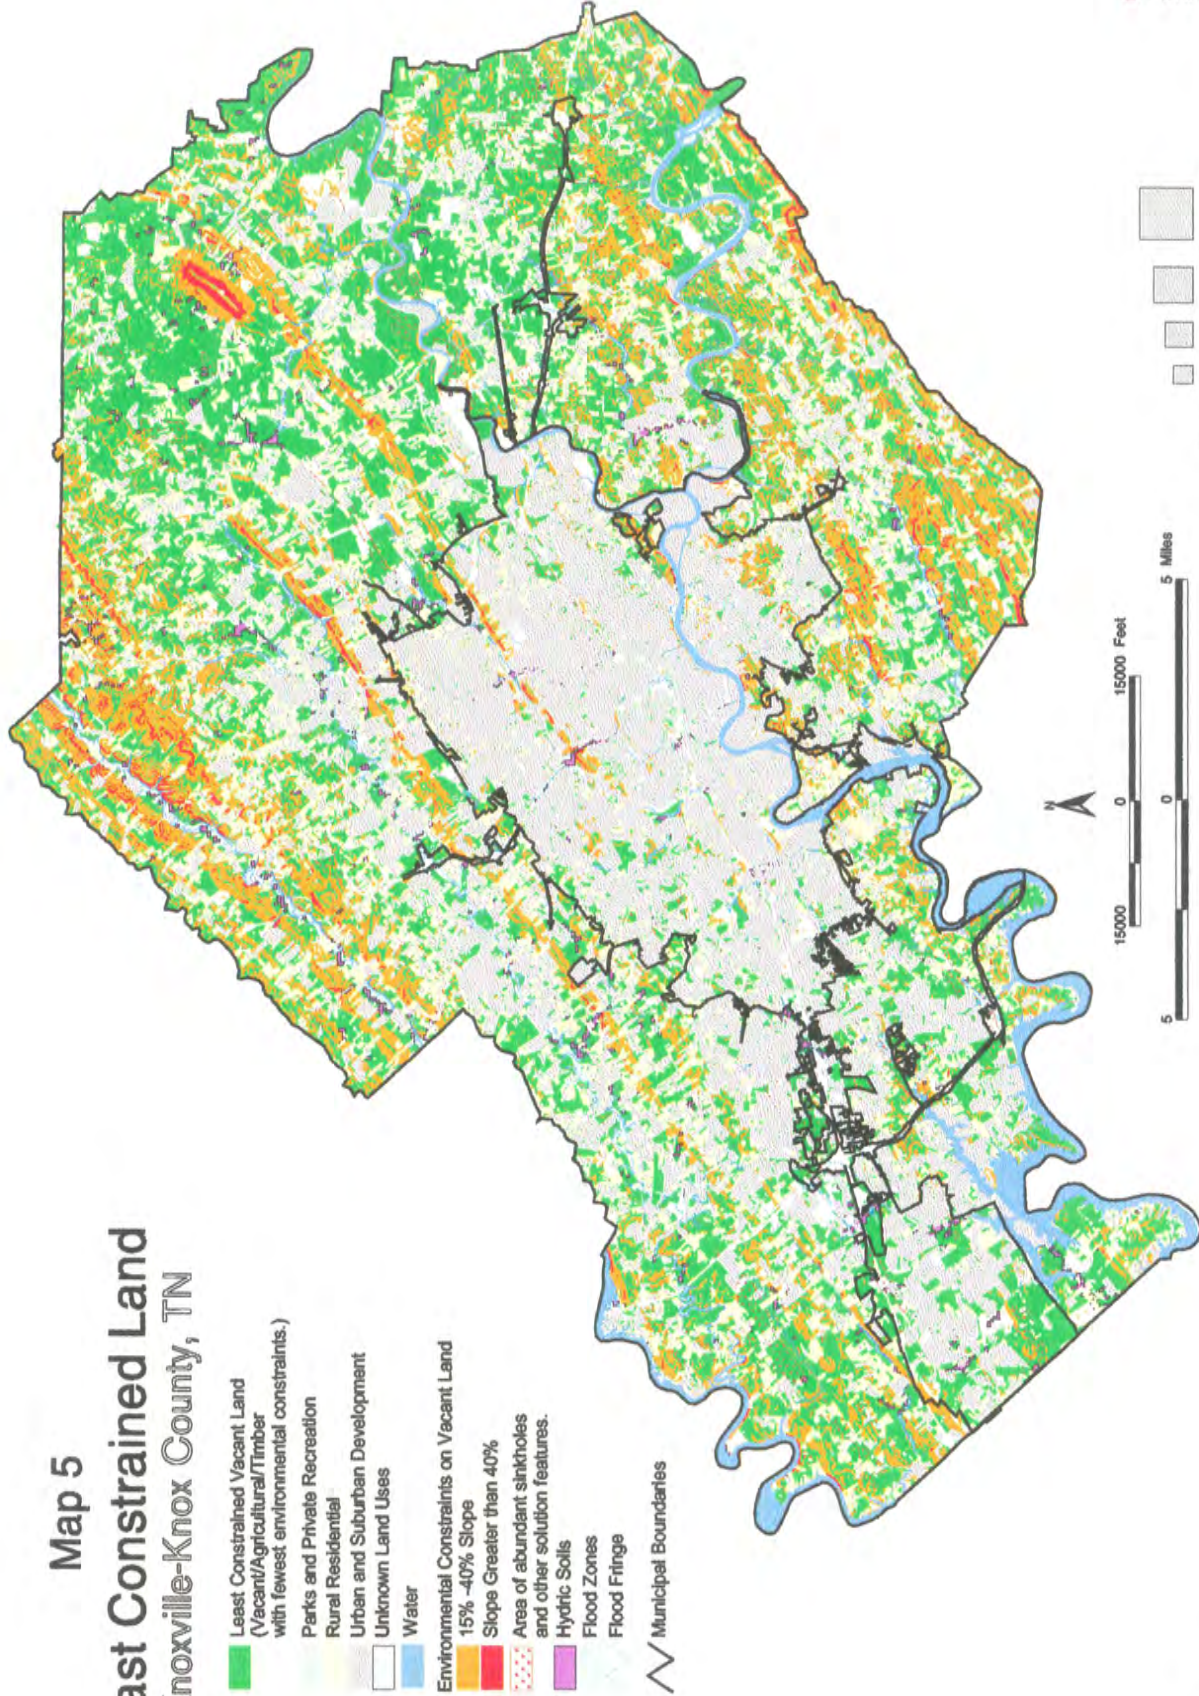 Map 5
ast Constrained Land
noxville-Knox County, TN
Least Constrained Vacant Land
(Vacant/Agricultural/Timber
with fewest environmental constraints.)
Parks and Private Recreation
Rural Residential
Urban and Suburban Development
Unknown Land Uses
Water
Environmental Constraints on Vacant Land
15% -40% Slope
Slope Greater than 40%
Area of abundant sinkholes
and other solution features.
Hydric Soils
Flood Zones
Flood Fringe
Municipal Boundaries
N
15000 0 15000 Feet
5 0 5 Miles